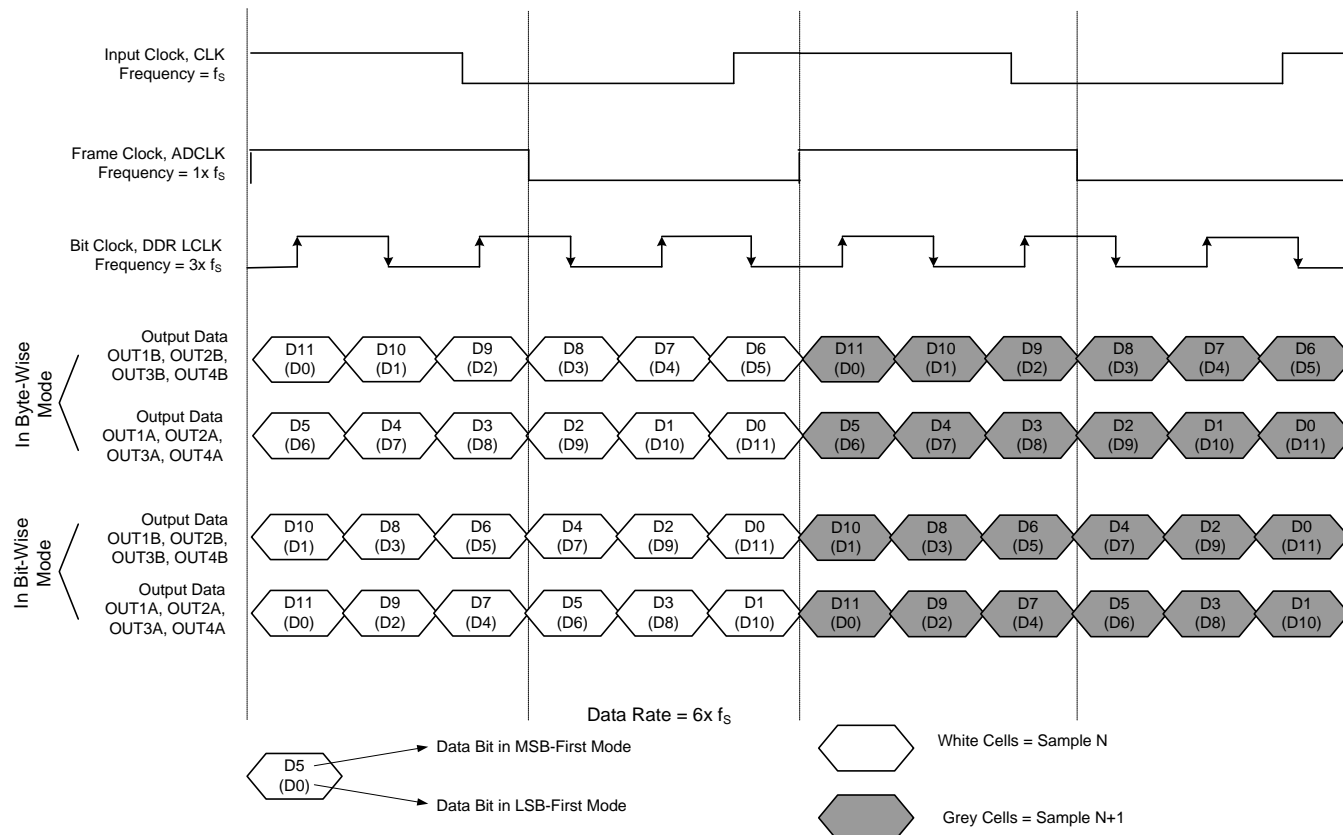 Input Clock, CLK
Frequency = fS
Frame Clock, ADCLK
Frequency = 1x fS
Bit Clock, DDR LCLK
Frequency = 3x fS
In Byte-Wise
Mode
Output Data
OUT1B, OUT2B,
OUT3B, OUT4B
D11 D10 D9 D8 D7 D6 D11 D10 D9 D8 D7 D6
(D0) (D1) (D2) (D3) (D4) (D5) (D0) (D1) (D2) (D3) (D4) (D5)
Output Data
OUT1A, OUT2A,
OUT3A, OUT4A
D5 D4 D3 D2 D1 D0 D5 D4 D3 D2 D1 D0
(D6) (D7) (D8) (D9) (D10) (D11) (D6) (D7) (D8) (D9) (D10) (D11)
In Bit-Wise
Mode
Output Data
OUT1B, OUT2B,
OUT3B, OUT4B
D10 D8 D6 D4 D2 D0 D10 D8 D6 D4 D2 D0
(D1) (D3) (D5) (D7) (D9) (D11) (D1) (D3) (D5) (D7) (D9) (D11)
Output Data
OUT1A, OUT2A,
OUT3A, OUT4A
D11 D9 D7 D5 D3 D1 D11 D9 D7 D5 D3 D1
(D0) (D2) (D4) (D6) (D8) (D10) (D0) (D2) (D4) (D6) (D8) (D10)
Data Rate = 6x fS
D5
(D0)
Data Bit in MSB-First Mode
Data Bit in LSB-First Mode
White Cells = Sample N
Grey Cells = Sample N+1